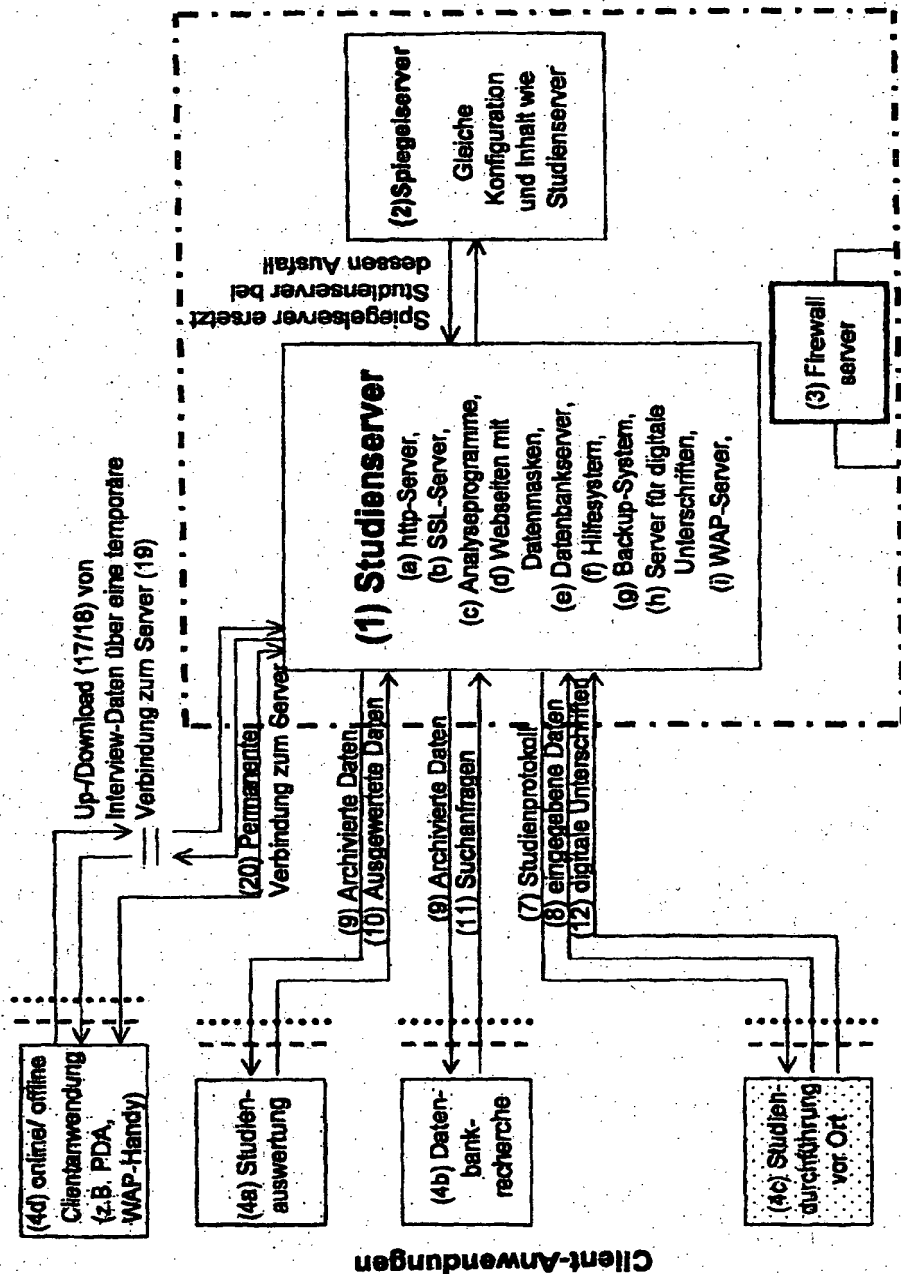 Client-Anwendungen
(4d) online/ offline
Clientanwendung
(z.B. PDA,
WAP-Handy)
(4a) Studien-
auswertung
(4b) Daten-
bank-
recherche
(4c) Studien-
durchführung
vor Ort
Up-/Download (17/18) von
Interview-Daten über eine temporäre
Verbindung zum Server (19)
(20) Permanente
Verbindung zum Server
(9) Archivierte Daten
(10) Ausgewertete Daten
(9) Archivierte Daten
(11) Suchanfragen
(7) Studienprotokoll
(8) eingegebene Daten
(12) digitale Unterschriften
(1) Studienserver
(a) http-Server,
(b) SSL-Server,
(c) Analyseprogramme,
(d) Webseiten mit
Datenmasken,
(e) Datenbankserver,
(f) Hilfesystem,
(g) Backup-System,
(h) Server für digitale
Unterschriften,
(i) WAP-Server,
Spiegelserver ersetzt
Studienserver bei
dessen Ausfall
(2)Spiegelserver
Gleiche
Konfiguration
und Inhalt wie
Studienserver
(3) Firewall
server